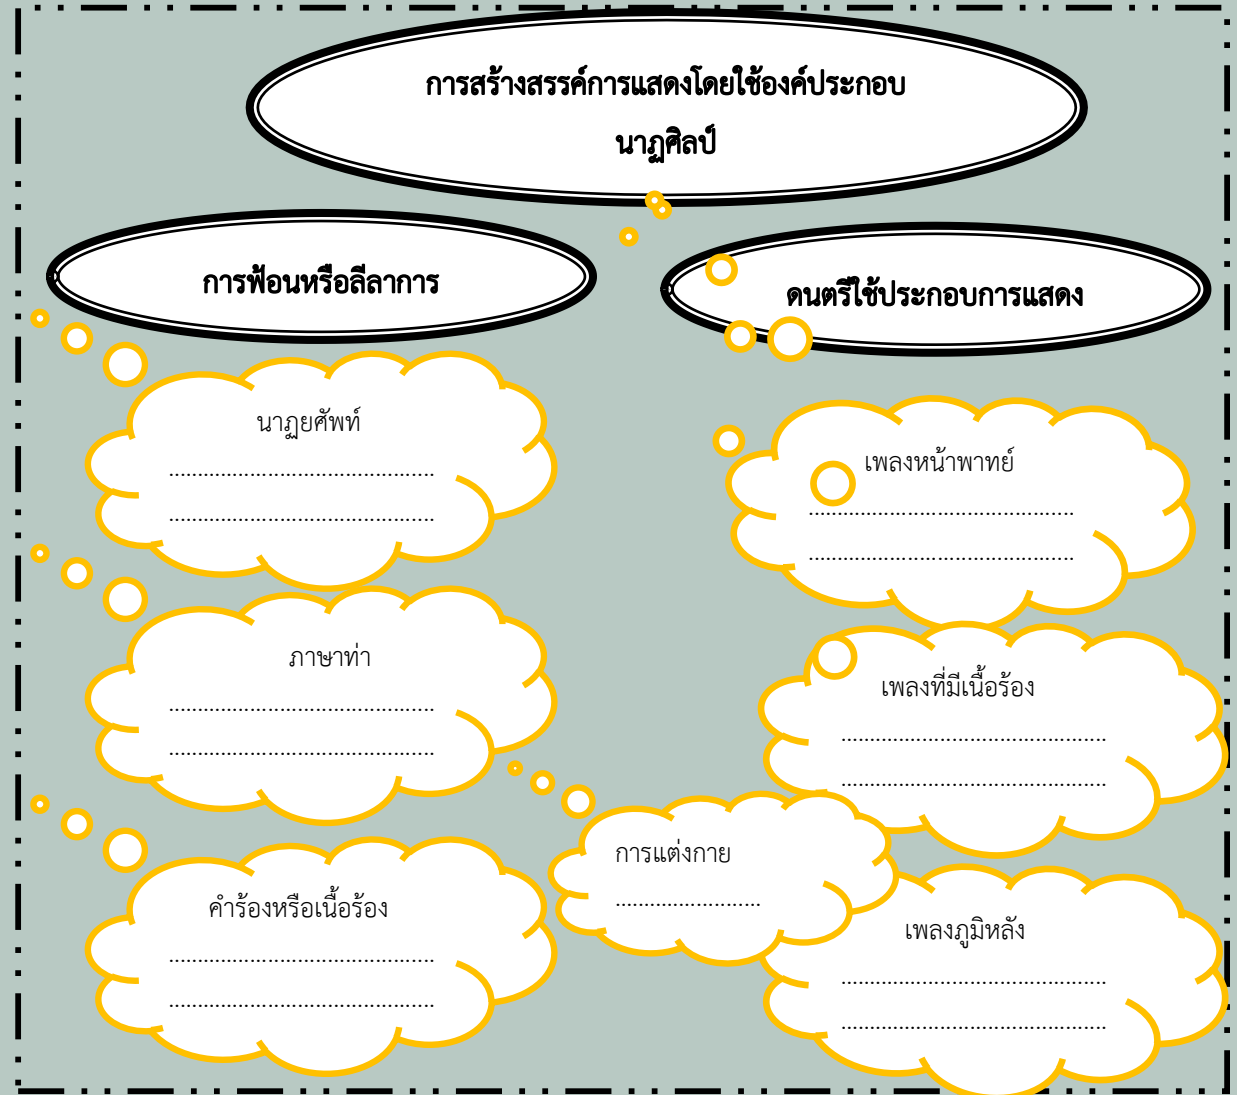 การสร้างสรรค์การแสดงโดยใช้องค์ประกอบ
นาฏศิลป์
การฟ้อนหรือลีลาการ
ดนตรีใช้ประกอบการแสดง
นาฏยศัพท์
..............................................
..............................................
ภาษาท่า
..............................................
..............................................
คำร้องหรือเนื้อร้อง
..............................................
..............................................
เพลงหน้าพาทย์
..............................................
..............................................
เพลงที่มีเนื้อร้อง
..............................................
..............................................
การแต่งกาย
.........................
เพลงภูมิหลัง
..............................................
..............................................